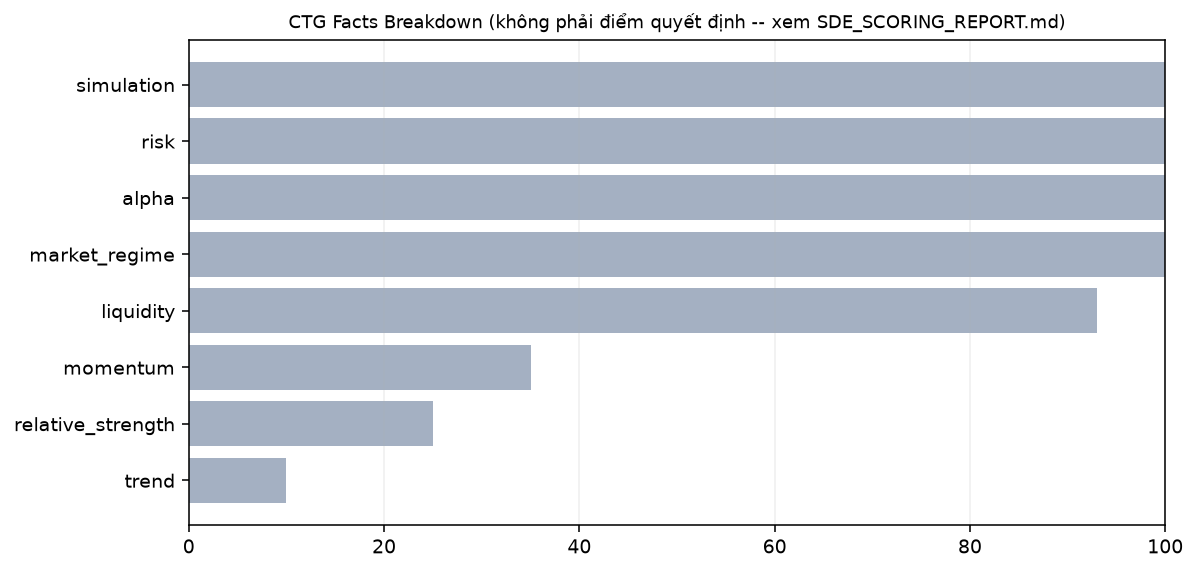 CTG Facts Breakdown (không phải điểm quyết định -- xem SDE_SCORING_REPORT.md)
simulation
risk
alpha
market_regime
liquidity
momentum
relative_strength
trend
0 20 40 60 80 100